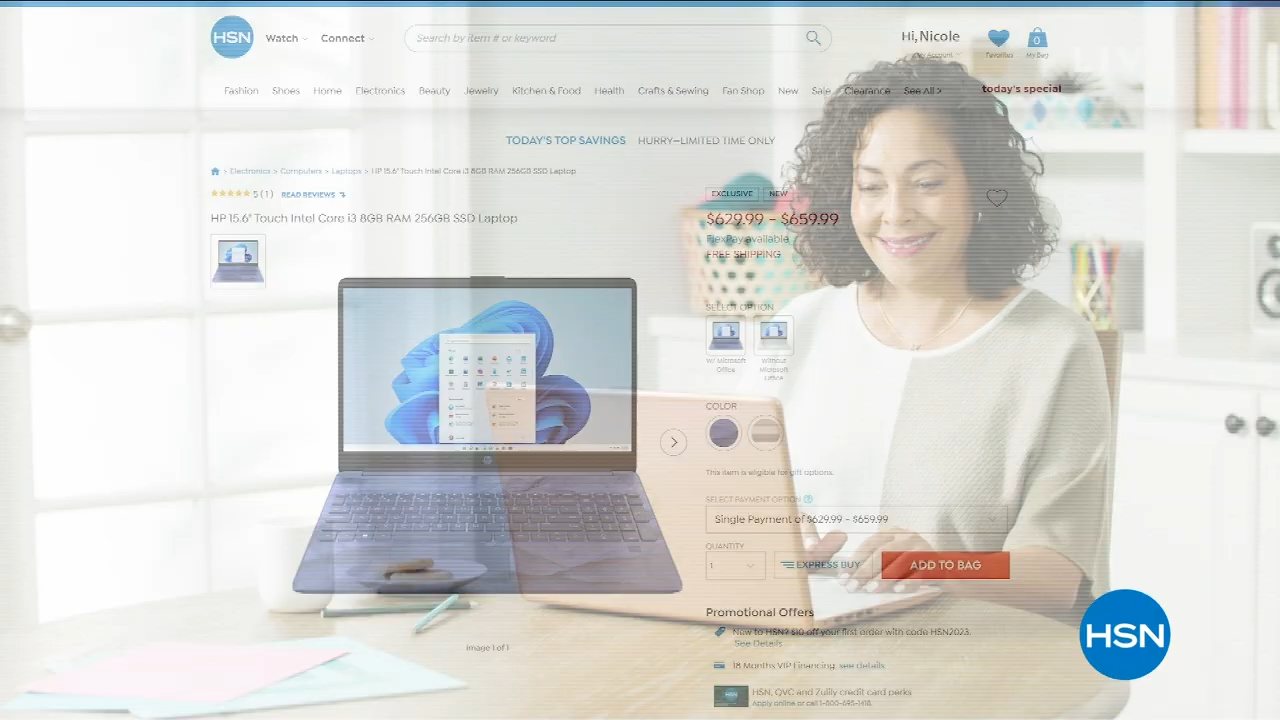 HSN
Watch
Connect
Search by item # or keyword
Hi, Nicole
My Account
Favorites
0
My Bag
Fashion Shoes Home Electronics Beauty Jewelry Kitchen & Food Health Crafts & Sewing Fan Shop New Sale Clearance See All >
today's special
TODAY'S TOP SAVINGS HURRY—LIMITED TIME ONLY
> Electronics > Computers > Laptops > HP 15.6" Touch Intel Core i3 8GB RAM 256GB SSD Laptop
5 (1) READ REVIEWS
HP 15.6" Touch Intel Core i3 8GB RAM 256GB SSD Laptop
EXCLUSIVE NEW
$629.99 - $659.99
FlexPay available
FREE SHIPPING
SELECT OPTION
W/ Microsoft Office
Without Microsoft Office
COLOR
This item is eligible for gift options.
SELECT PAYMENT OPTION
Single Payment of $629.99 - $659.99
QUANTITY
1
EXPRESS BUY
ADD TO BAG
Promotional Offers
New to HSN? $10 off your first order with code HSN2023.
See Details
18 Months VIP Financing. see details
HSN, QVC and Zulily credit card perks
Apply online or call 1-800-695-1418.
Image 1 of 1
HSN